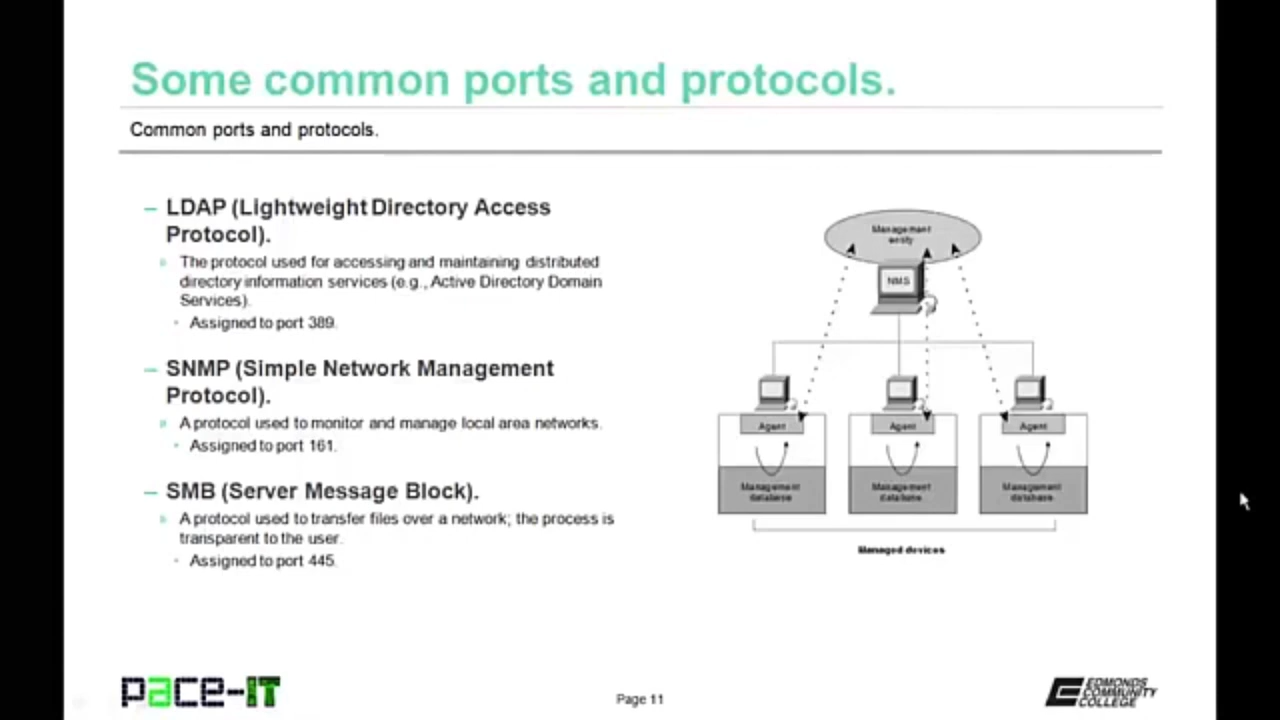 Some common ports and protocols.
Common ports and protocols.
– LDAP (Lightweight Directory Access
Protocol).
» The protocol used for accessing and maintaining distributed
directory information services (e.g., Active Directory Domain
Services).
• Assigned to port 389.
– SNMP (Simple Network Management
Protocol).
» A protocol used to monitor and manage local area networks.
• Assigned to port 161.
– SMB (Server Message Block).
» A protocol used to transfer files over a network; the process is
transparent to the user.
• Assigned to port 445.
Management
entity
NMS
Agent
Agent
Agent
Management
database
Management
database
Management
database
Managed devices
pace-IT
Page 11
EDMONDS
COMMUNITY
COLLEGE